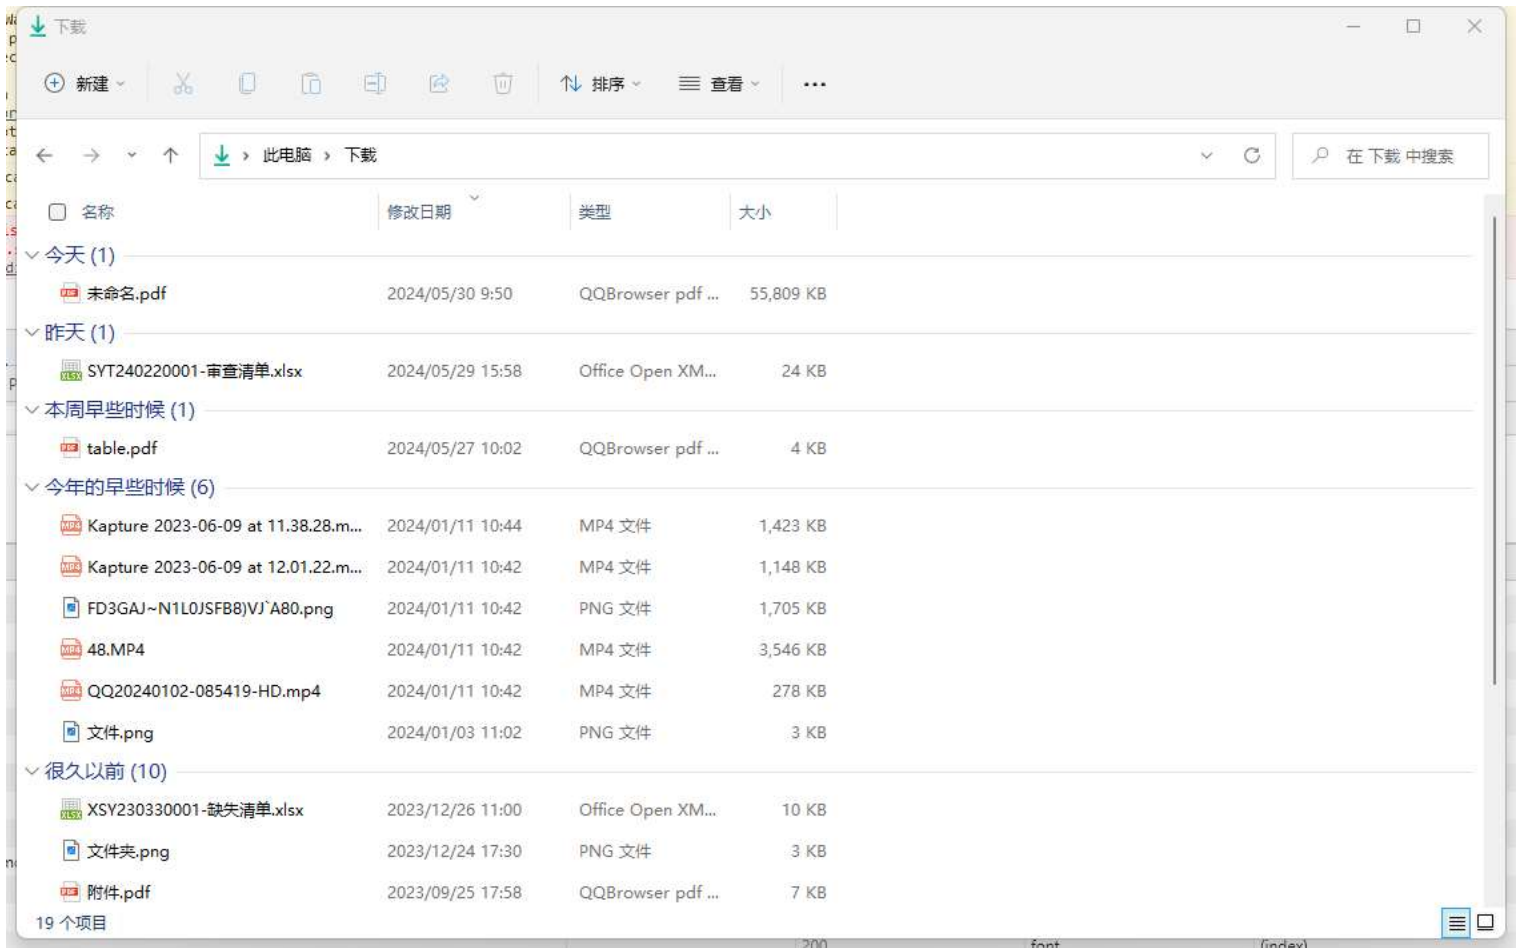 下载
新建
排序
查看
此电脑 > 下载
在 下载 中搜索
名称 修改日期 类型 大小
今天 (1)
未命名.pdf 2024/05/30 9:50 QQBrowser pdf ... 55,809 KB
昨天 (1)
SYT240220001-审查清单.xlsx 2024/05/29 15:58 Office Open XM... 24 KB
本周早些时候 (1)
table.pdf 2024/05/27 10:02 QQBrowser pdf ... 4 KB
今年的早些时候 (6)
Kapture 2023-06-09 at 11.38.28.m... 2024/01/11 10:44 MP4 文件 1,423 KB
Kapture 2023-06-09 at 12.01.22.m... 2024/01/11 10:42 MP4 文件 1,148 KB
FD3GAJ~N1L0JSFB8)VJ`A80.png 2024/01/11 10:42 PNG 文件 1,705 KB
48.MP4 2024/01/11 10:42 MP4 文件 3,546 KB
QQ20240102-085419-HD.mp4 2024/01/11 10:42 MP4 文件 278 KB
文件.png 2024/01/03 11:02 PNG 文件 3 KB
很久以前 (10)
XSY230330001-缺失清单.xlsx 2023/12/26 11:00 Office Open XM... 10 KB
文件夹.png 2023/12/24 17:30 PNG 文件 3 KB
附件.pdf 2023/09/25 17:58 QQBrowser pdf ... 7 KB
19 个项目
200 font (index)